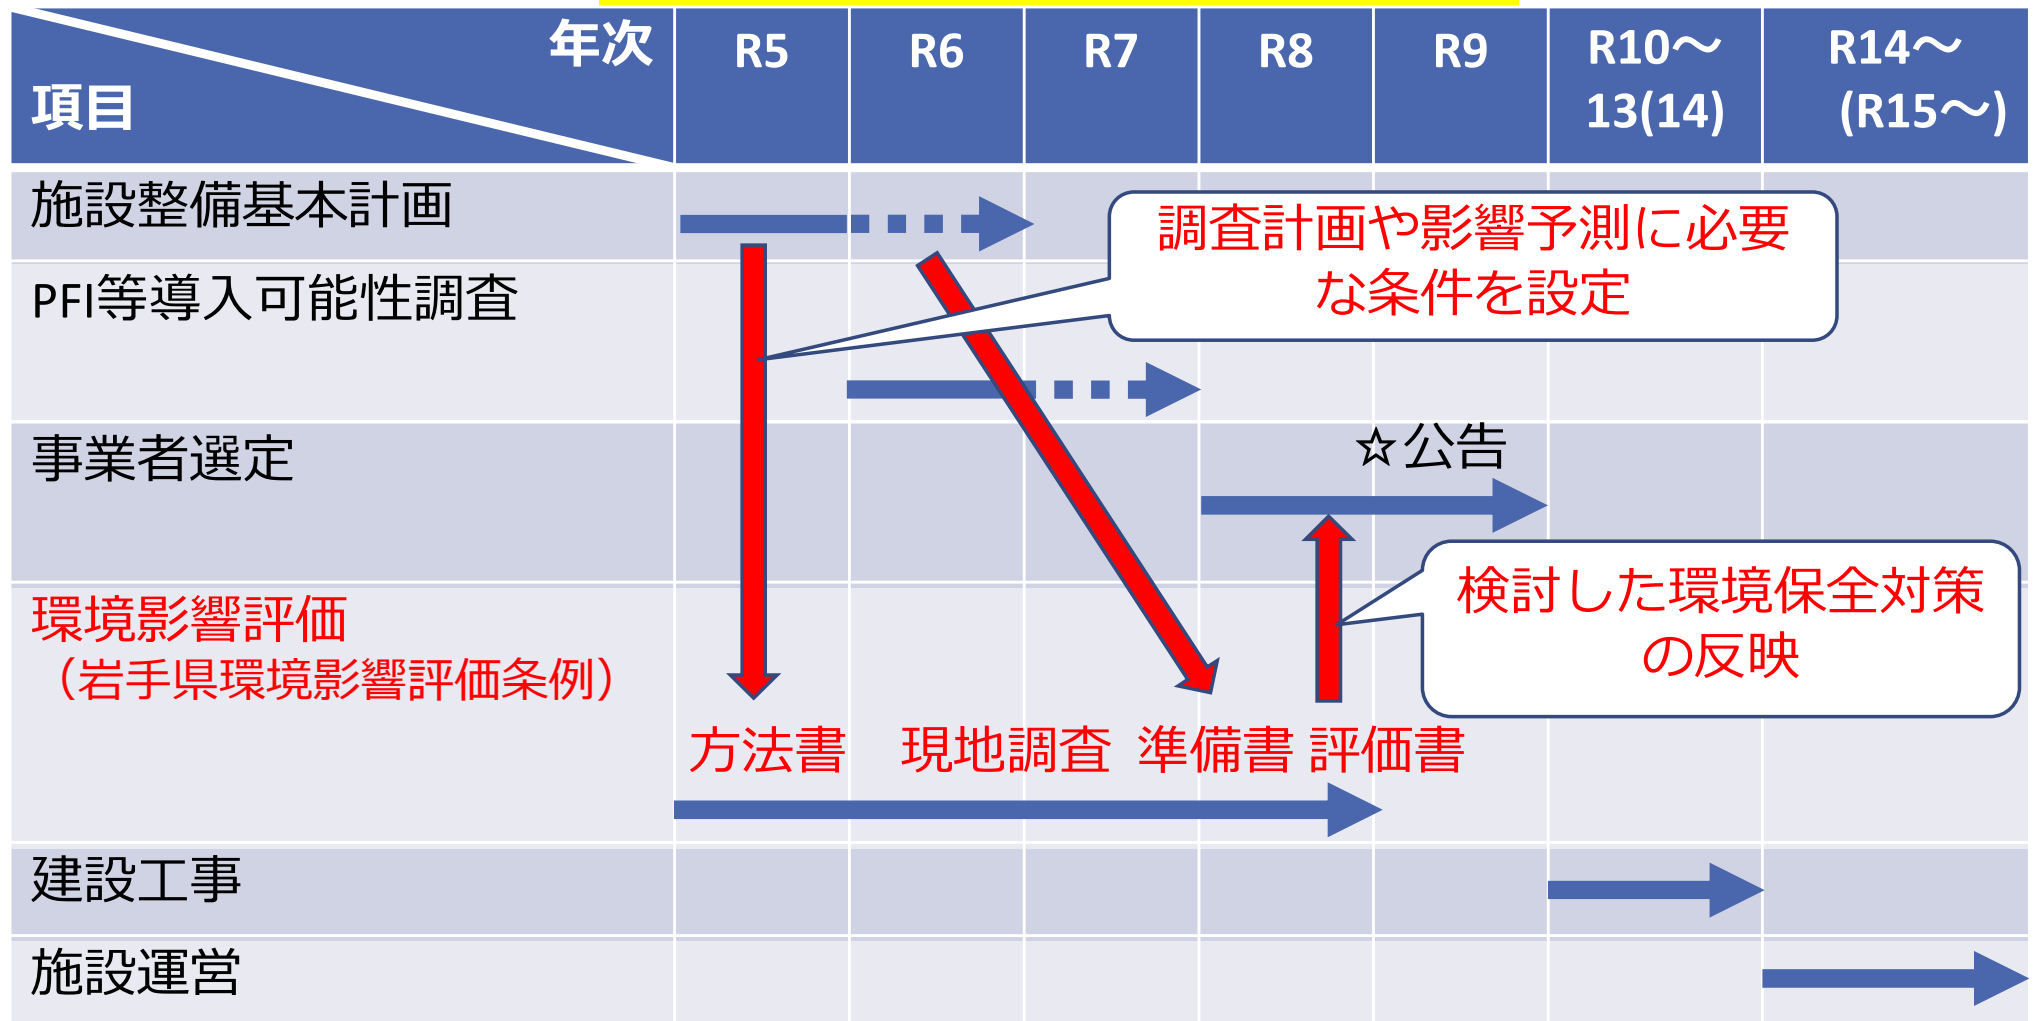 年次
項目
R5
R6
R7
R8
R9
R10～
13(14)
R14～
(R15～)
施設整備基本計画
調査計画や影響予測に必要
な条件を設定
PFI等導入可能性調査
事業者選定
☆公告
検討した環境保全対策
の反映
環境影響評価
（岩手県環境影響評価条例）
方法書 現地調査 準備書 評価書
建設工事
施設運営